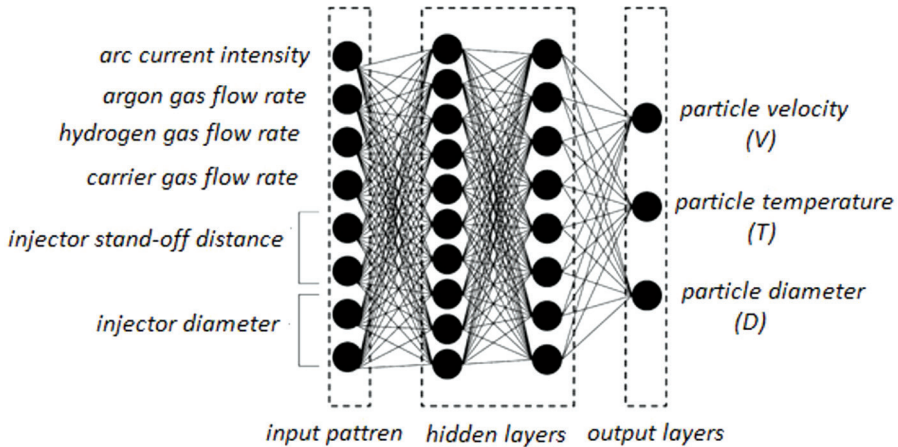 arc current intensity
argon gas flow rate
hydrogen gas flow rate
carrier gas flow rate
injector stand-off distance
injector diameter
particle velocity
(V)
particle temperature
(T)
particle diameter
(D)
input pattren
hidden layers
output layers